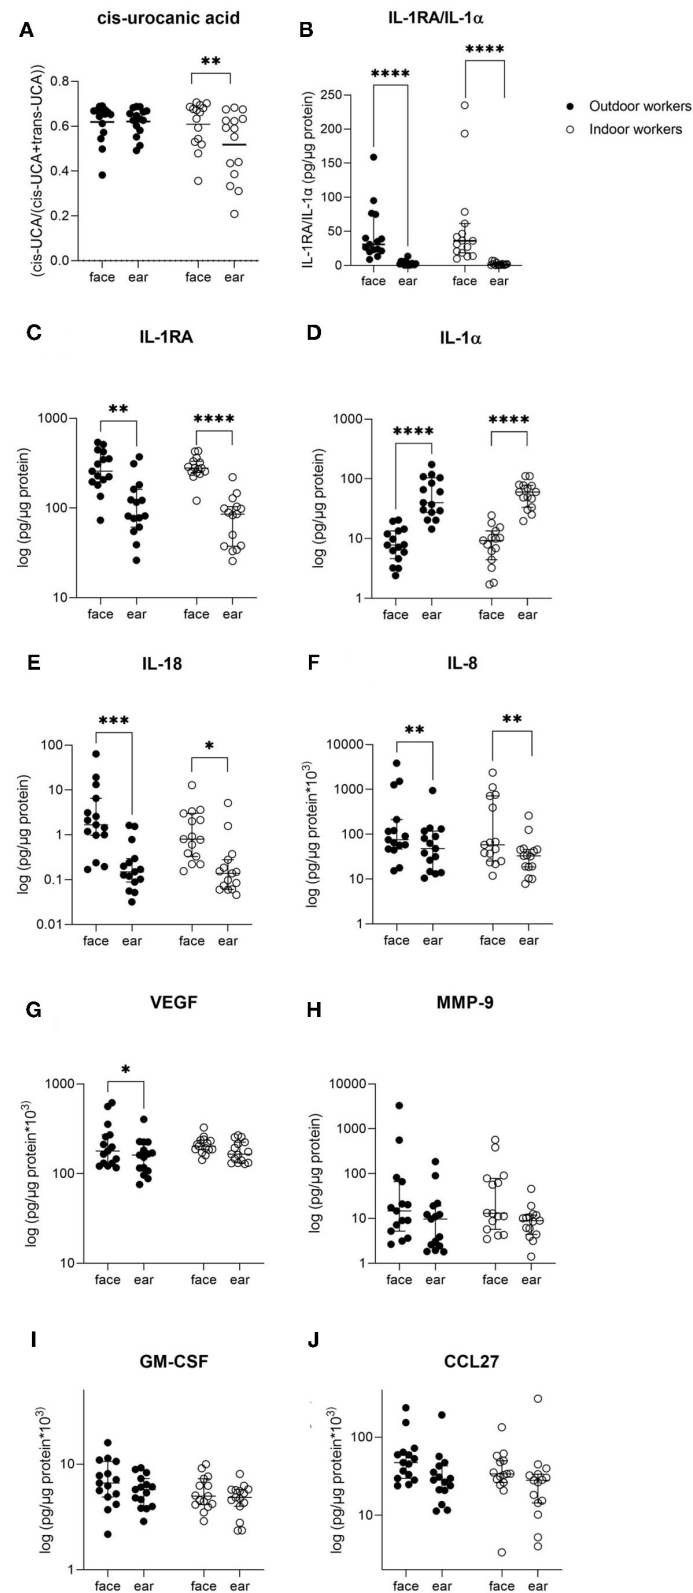 A
cis-urocanic acid
**
(cis-UCA/(cis-UCA+trans-UCA))
0.8
0.6
0.4
0.2
0.0
face ear face ear
B
IL-1RA/IL-1α
**** ****
IL-1RA/IL-1α (pg/µg protein)
250
200
150
100
50
0
face ear face ear
Outdoor workers
Indoor workers
C
IL-1RA
** ****
log (pg/µg protein)
1000
100
10
face ear face ear
D
IL-1α
**** ****
log (pg/µg protein)
1000
100
10
1
face ear face ear
E
IL-18
*** *
log (pg/µg protein)
100
10
1
0.1
0.01
face ear face ear
F
IL-8
** **
log (pg/µg protein*10³)
10000
1000
100
10
1
face ear face ear
G
VEGF
*
log (pg/µg protein*10³)
1000
100
10
face ear face ear
H
MMP-9
log (pg/µg protein)
10000
1000
100
10
1
face ear face ear
I
GM-CSF
log (pg/µg protein*10³)
10
1
face ear face ear
J
CCL27
log (pg/µg protein*10³)
100
10
face ear face ear